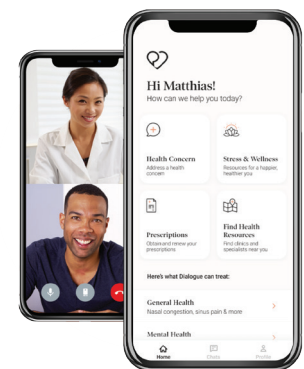 Hi Matthias!
How can we help you today?
Health Concern
Address a health
concern
Stress & Wellness
Resources for a happier,
healthier you
Prescriptions
Obtain and renew your
prescriptions
Find Health
Resources
Find clinics and
specialists near you
Here's what Dialogue can treat:
General Health
Nasal congestion, sinus pain & more
Mental Health
Home
Chats
Profile